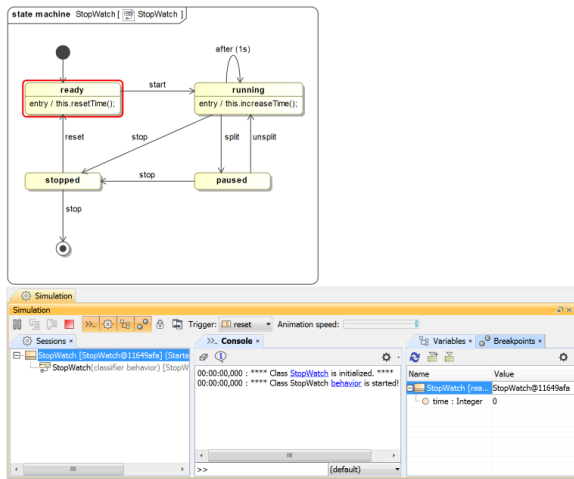 state machine StopWatch [ StopWatch ]
after (1s)
ready
start
running
entry / this.resetTime();
entry / this.increaseTime();
reset
stop
split
unsplit
stopped
stop
paused
stop
Simulation
Simulation
Trigger: reset Animation speed:
Sessions ×
>>. Console ×
Variables × Breakpoints ×
StopWatch [StopWatch@11649afa] (Starte
StopWatch(classifier behavior) [StopW
00:00:00,000 : **** Class StopWatch is initialized. ****
00:00:00,000 : **** Class StopWatch behavior is started!
Name Value
StopWatch [rea... StopWatch@11649afa
time : Integer 0
>> (default)